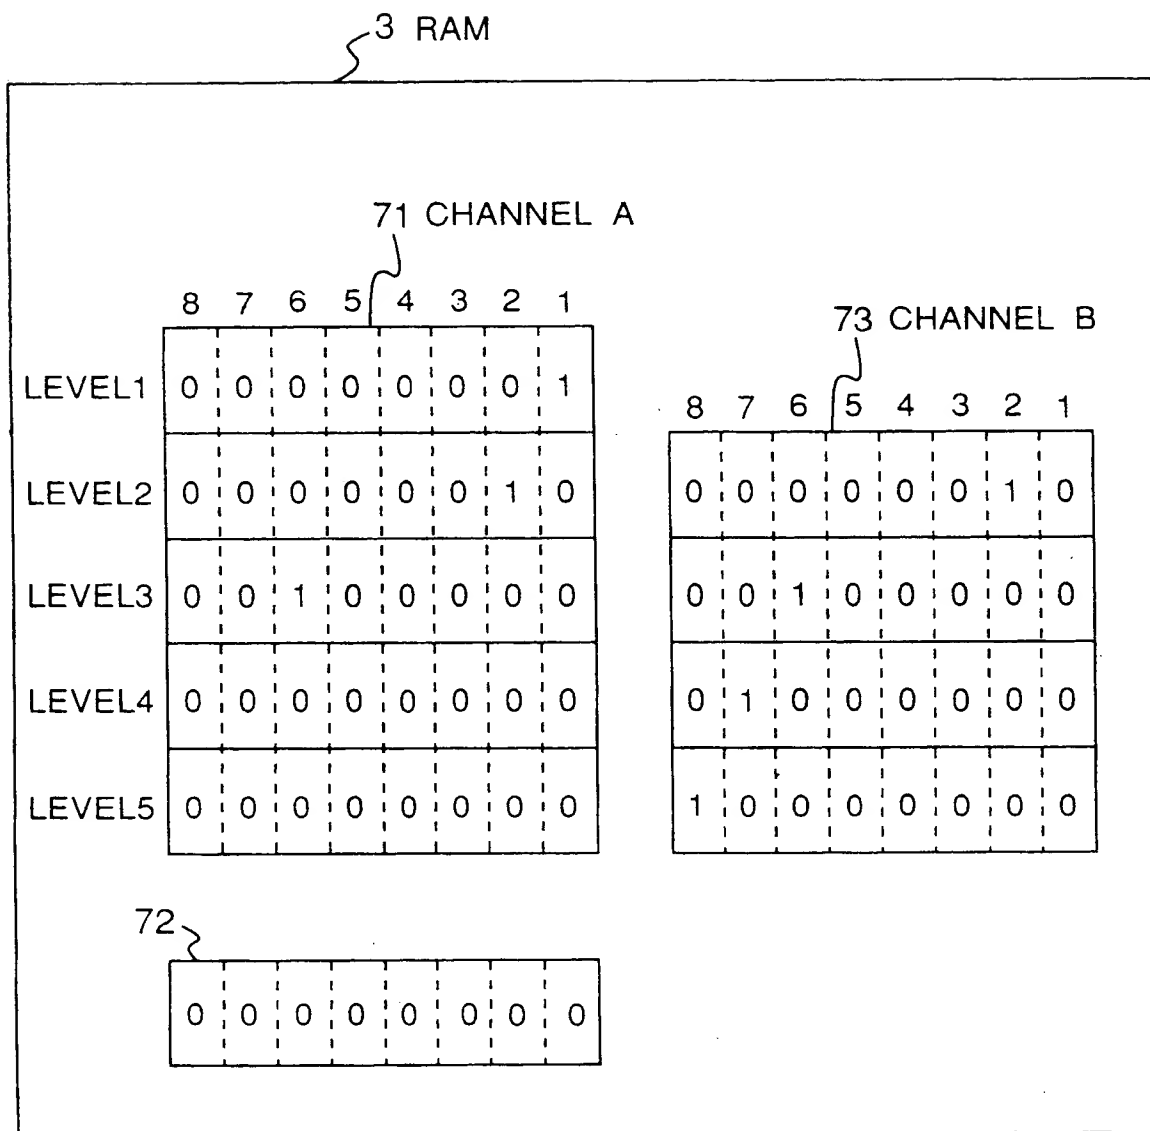 3 RAM
71 CHANNEL A
8 7 6 5 4 3 2 1
73 CHANNEL B
LEVEL1 0 0 0 0 0 0 0 1
8 7 6 5 4 3 2 1
LEVEL2 0 0 0 0 0 0 1 0 0 0 0 0 0 0 1 0
LEVEL3 0 0 1 0 0 0 0 0 0 0 1 0 0 0 0 0
LEVEL4 0 0 0 0 0 0 0 0 0 1 0 0 0 0 0 0
LEVEL5 0 0 0 0 0 0 0 0 1 0 0 0 0 0 0 0
72
0 0 0 0 0 0 0 0